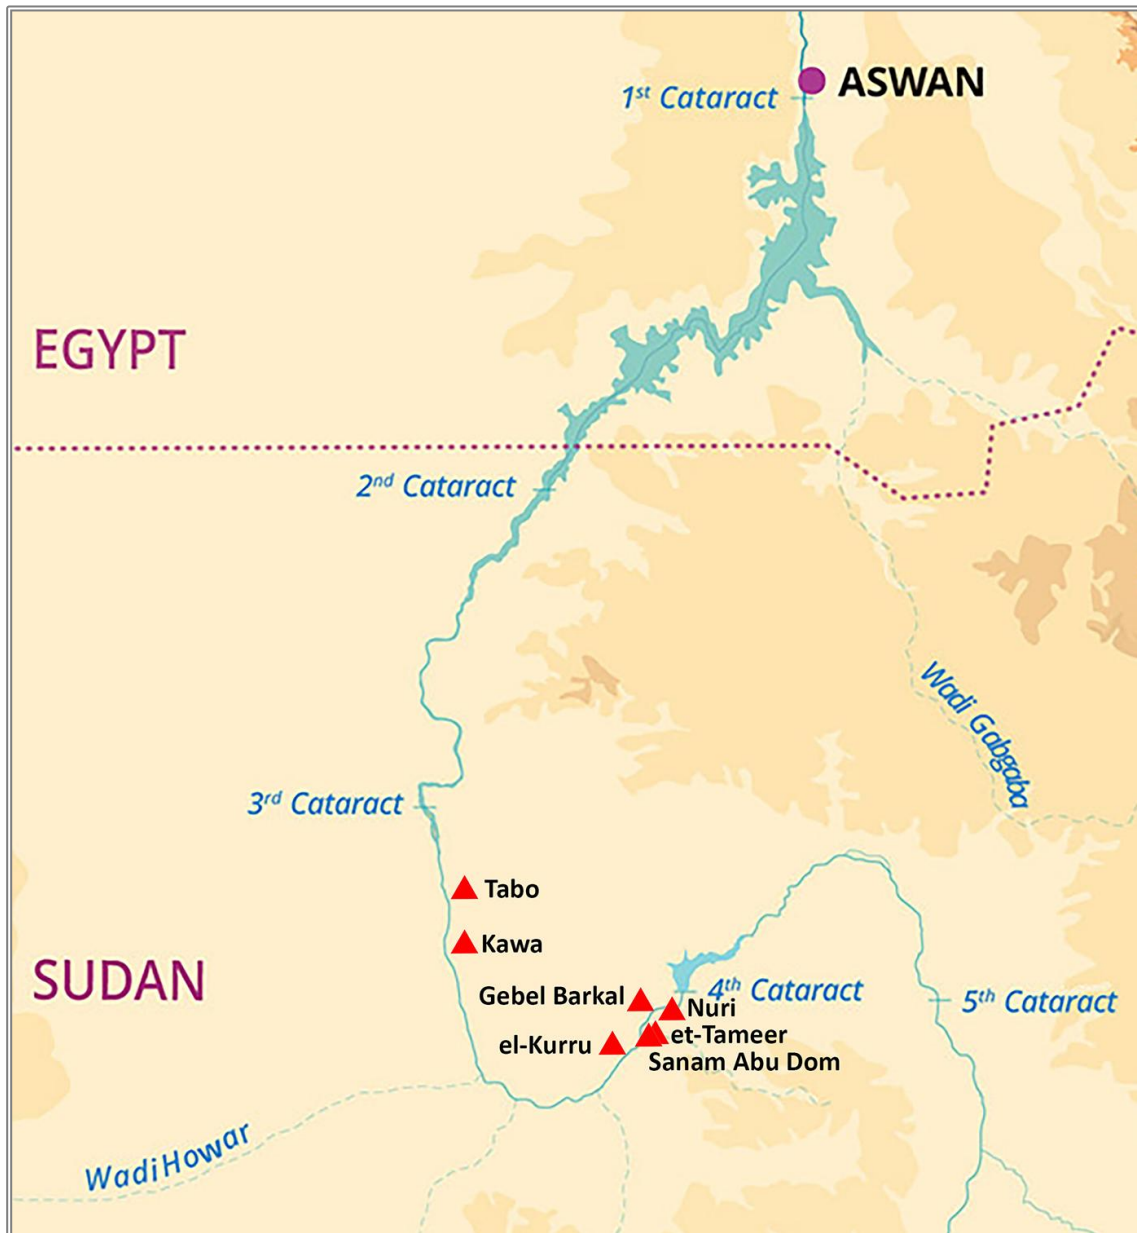 ASWAN
1st Cataract
EGYPT
2nd Cataract
Wadi Gabgaba
3rd Cataract
Tabo
Kawa
SUDAN
Gebel Barkal
4th Cataract
5th Cataract
Nuri
et-Tameer
el-Kurru
Sanam Abu Dom
Wadi Howar